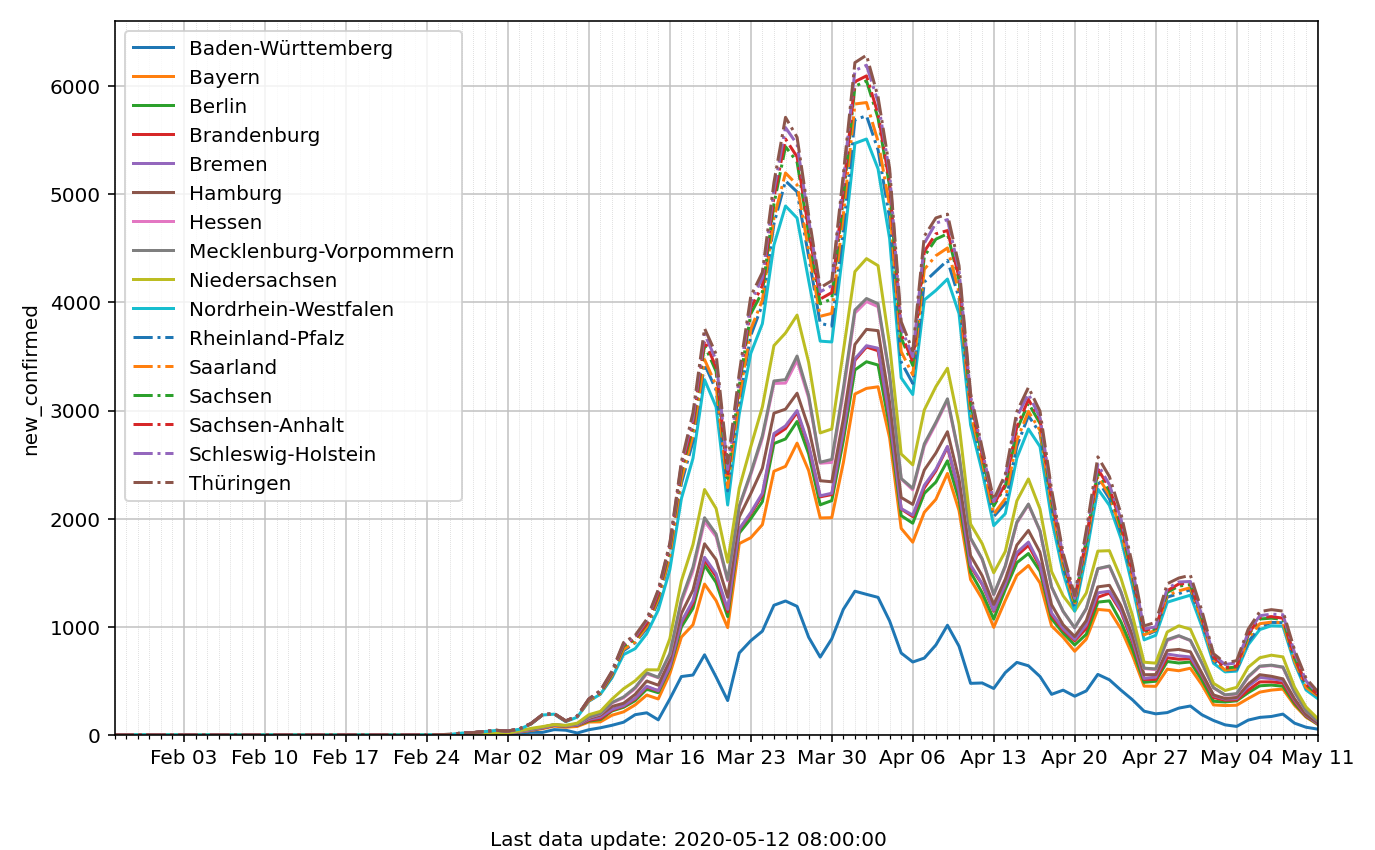 new_confirmed
6000
5000
4000
3000
2000
1000
0
Baden-Württemberg
Bayern
Berlin
Brandenburg
Bremen
Hamburg
Hessen
Mecklenburg-Vorpommern
Niedersachsen
Nordrhein-Westfalen
Rheinland-Pfalz
Saarland
Sachsen
Sachsen-Anhalt
Schleswig-Holstein
Thüringen
Feb 03 Feb 10 Feb 17 Feb 24 Mar 02 Mar 09 Mar 16 Mar 23 Mar 30 Apr 06 Apr 13 Apr 20 Apr 27 May 04 May 11
Last data update: 2020-05-12 08:00:00